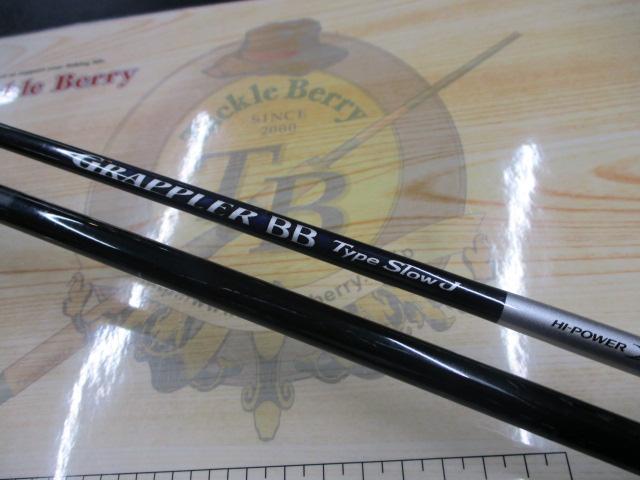 kle Berry
Tackle Berry
SINCE
2000
TB
GRAPPLER BB Type Slow J
HI-POWER